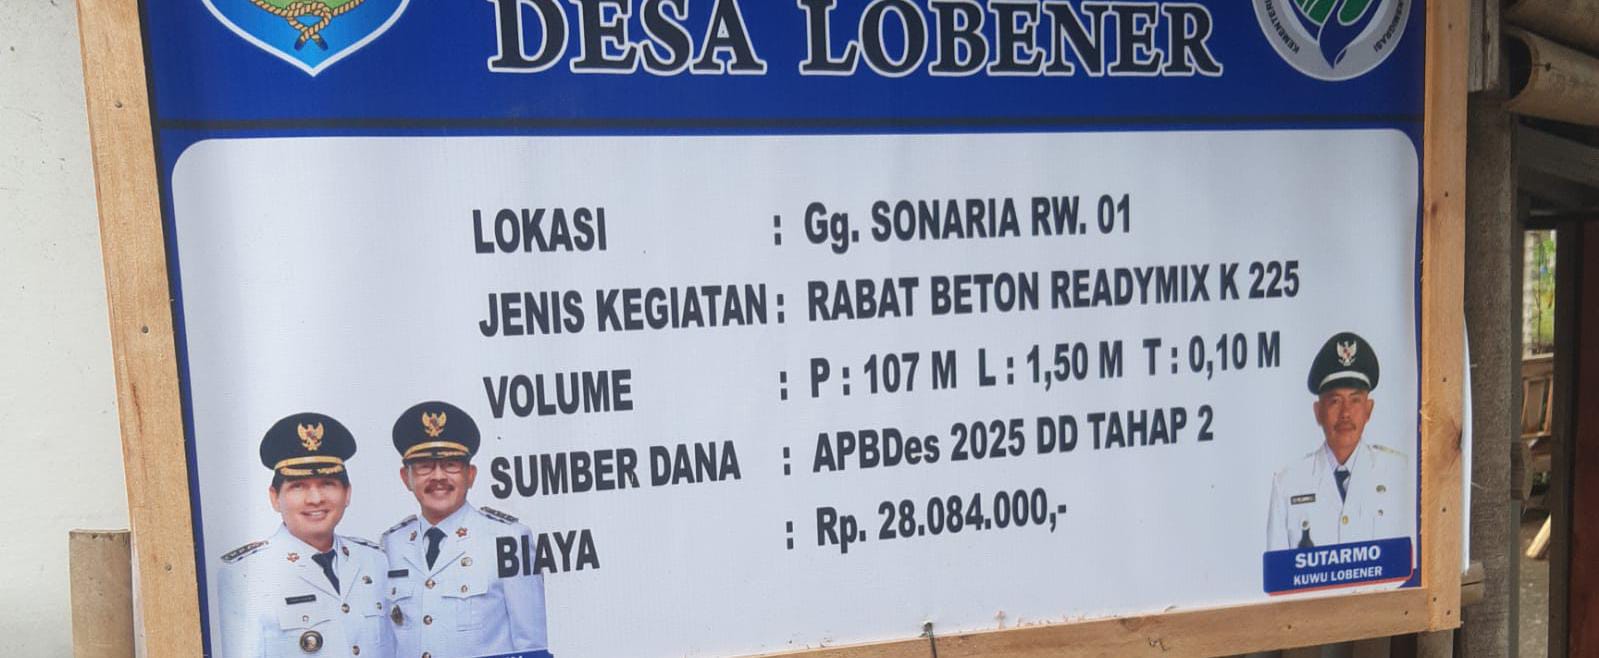 DESA LOBENER
LOKASI : Gg. SONARIA RW. 01
JENIS KEGIATAN : RABAT BETON READYMIX K 225
VOLUME : P : 107 M L : 1,50 M T : 0,10 M
SUMBER DANA : APBDes 2025 DD TAHAP 2
BIAYA : Rp. 28.084.000,-
SUTARMO
KUWU LOBENER